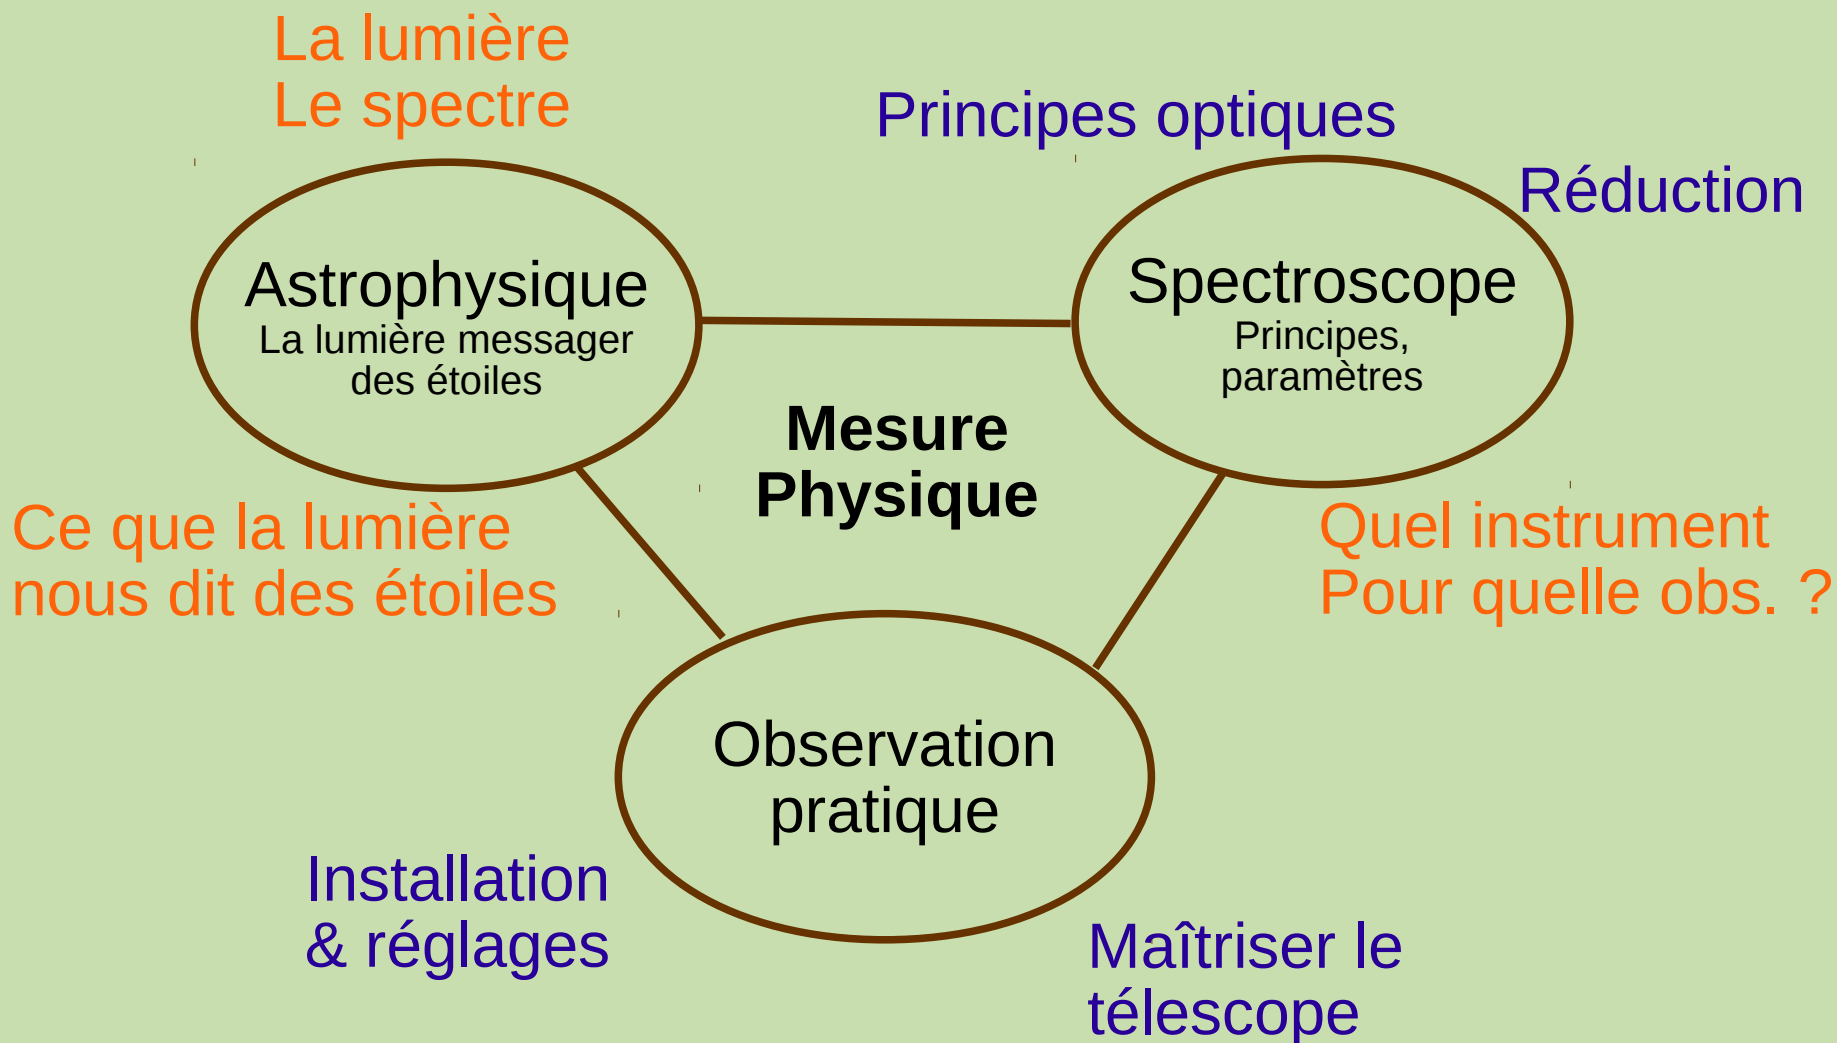 La lumière
Le spectre
Principes optiques
Réduction
Astrophysique
La lumière messager
des étoiles
Spectroscope
Principes,
paramètres
Mesure
Physique
Ce que la lumière
nous dit des étoiles
Quel instrument
Pour quelle obs. ?
Observation
pratique
Installation
& réglages
Maîtriser le
télescope